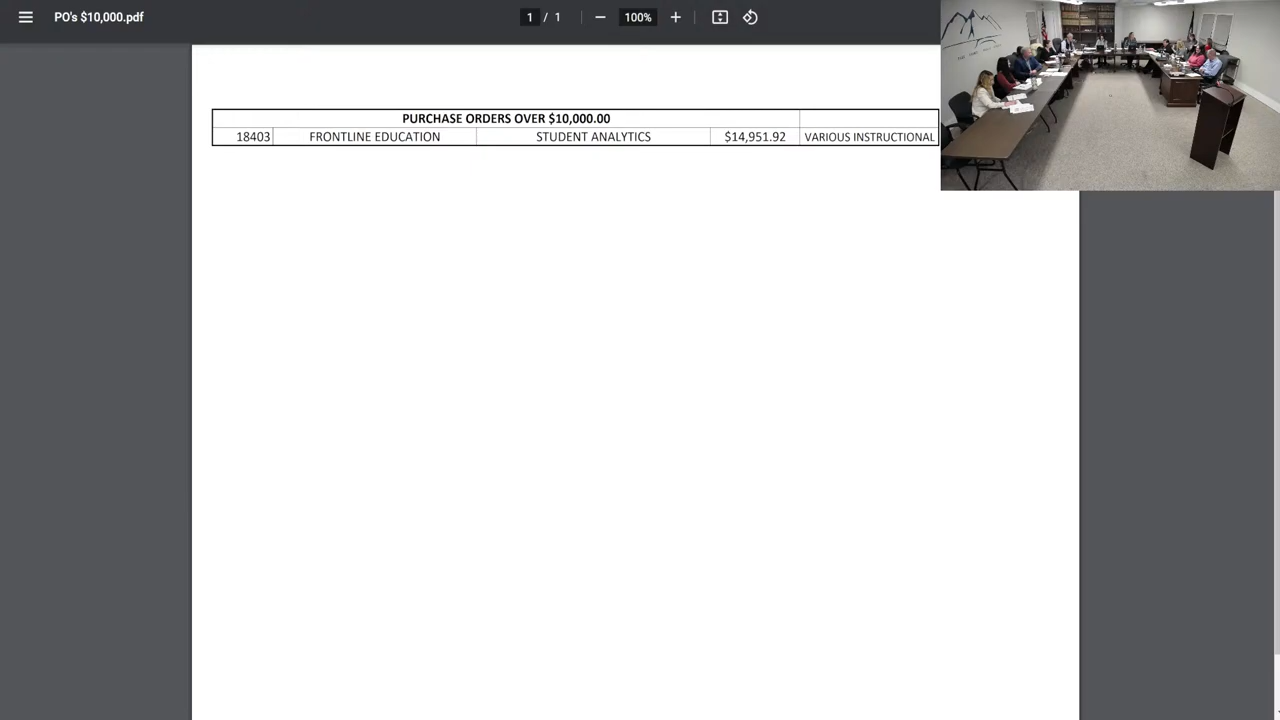 PO's $10,000.pdf
1 / 1
100%
PURCHASE ORDERS OVER $10,000.00
18403 FRONTLINE EDUCATION STUDENT ANALYTICS $14,951.92 VARIOUS INSTRUCTIONAL